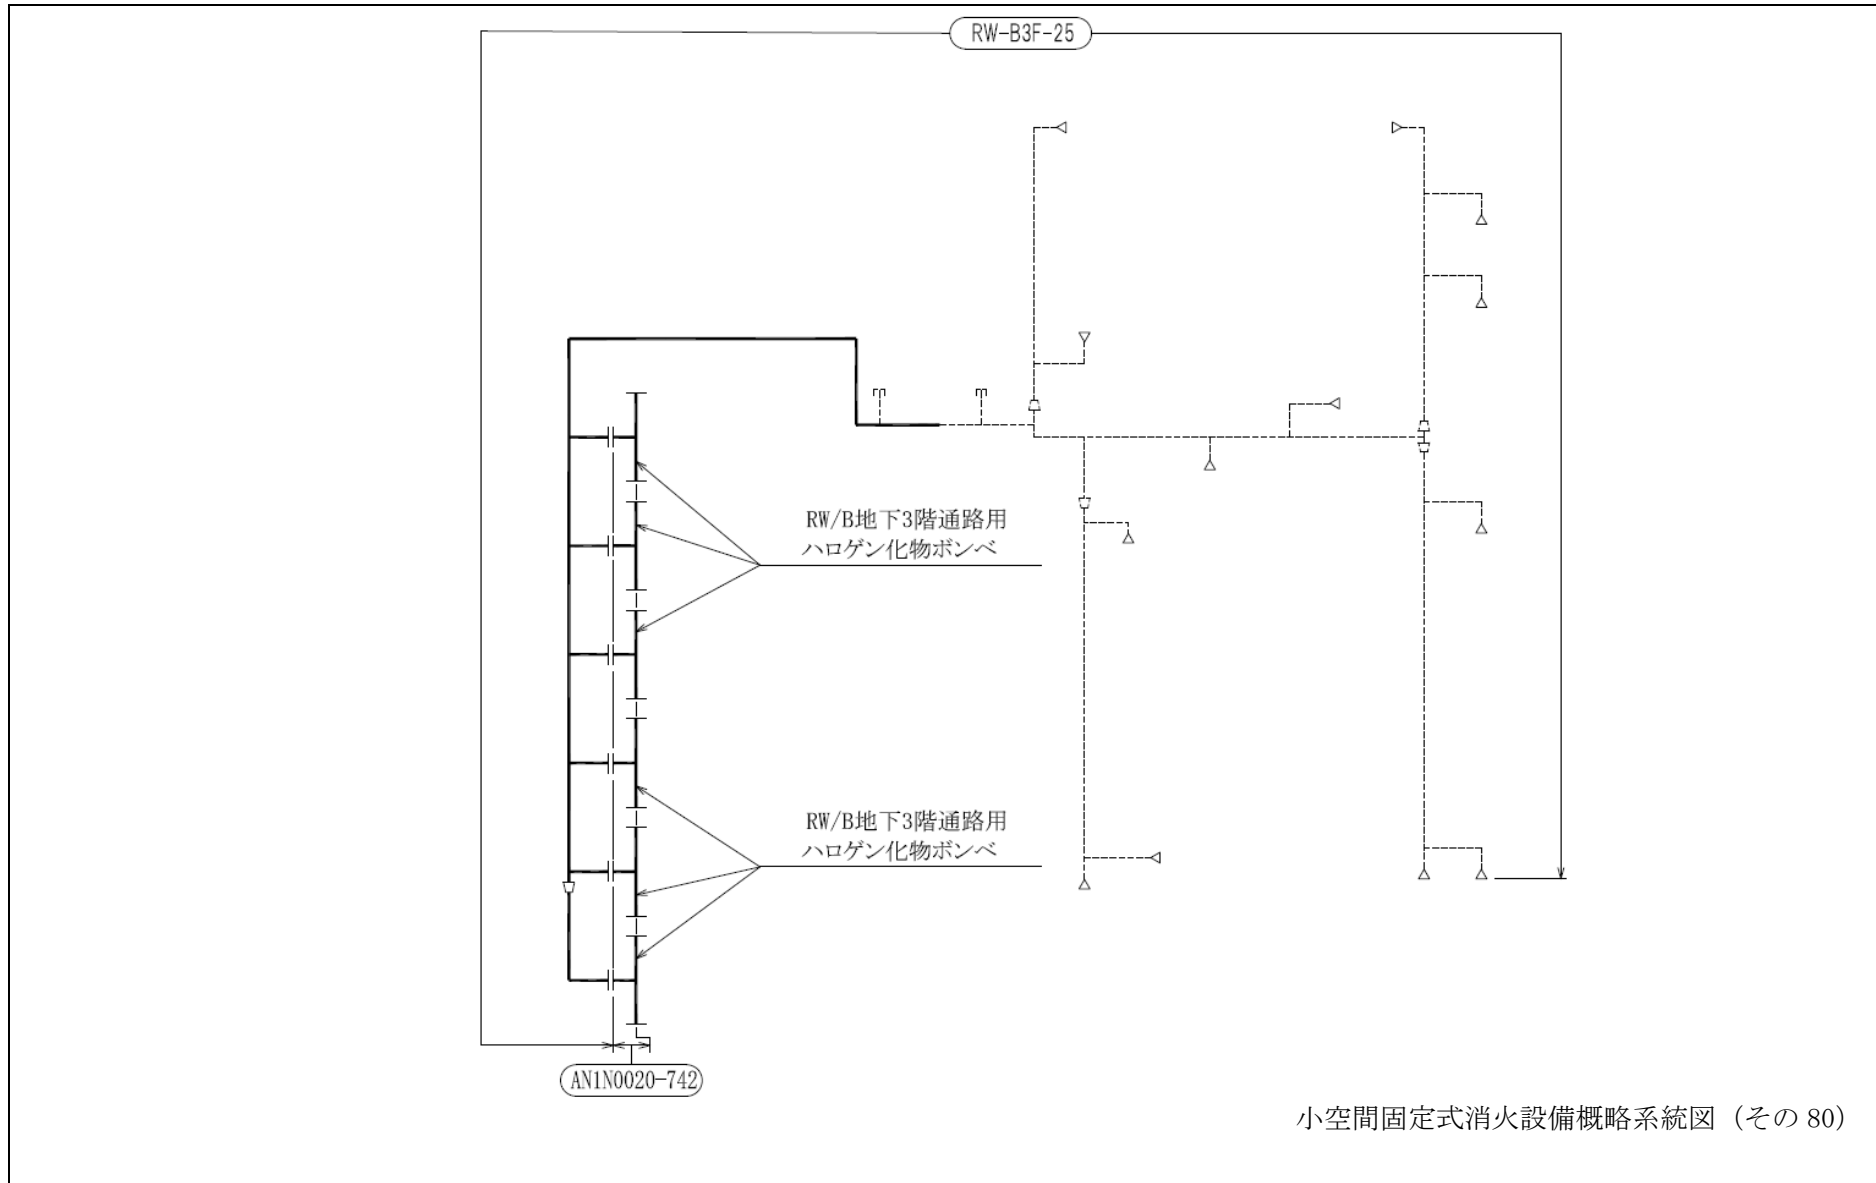 RW-B3F-25
RW/B地下3階通路用
ハロゲン化物ボンベ
RW/B地下3階通路用
ハロゲン化物ボンベ
AN1N0020-742
小空間固定式消火設備概略系統図（その 80）